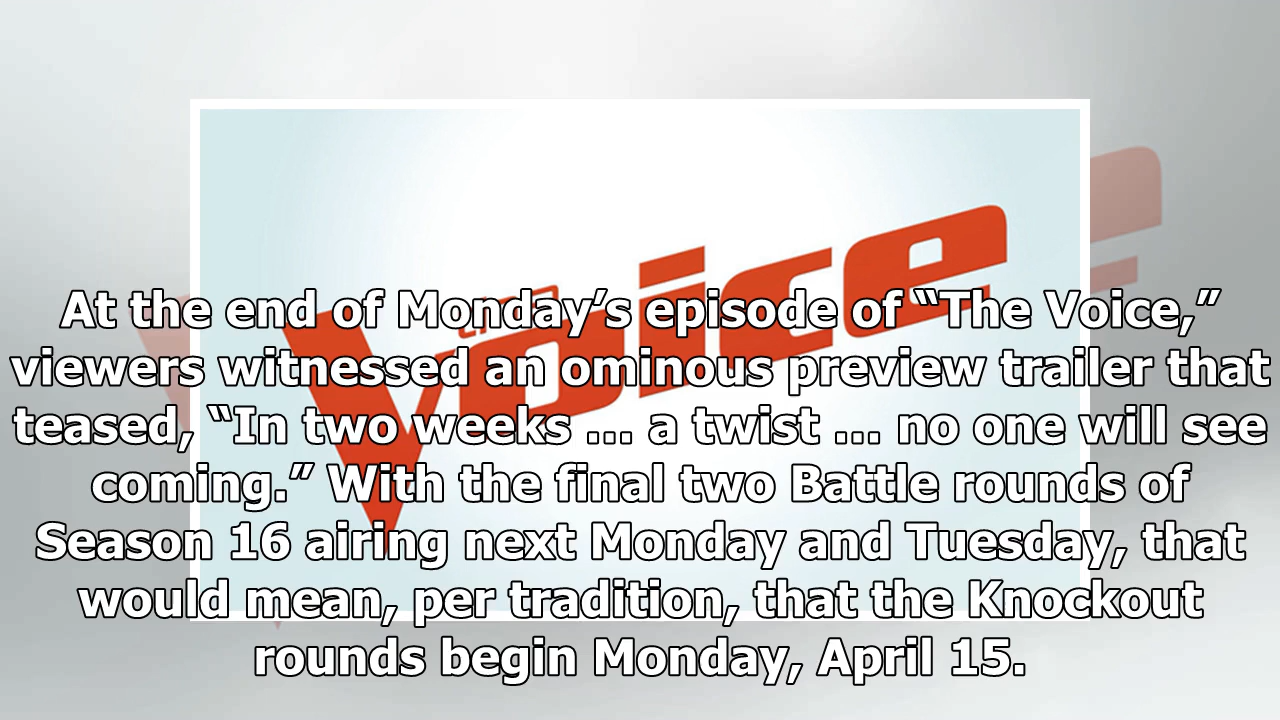 the
Voice
At the end of Monday’s episode of “The Voice,”
viewers witnessed an ominous preview trailer that
teased, “In two weeks ... a twist ... no one will see
coming.” With the final two Battle rounds of
Season 16 airing next Monday and Tuesday, that
would mean, per tradition, that the Knockout
rounds begin Monday, April 15.